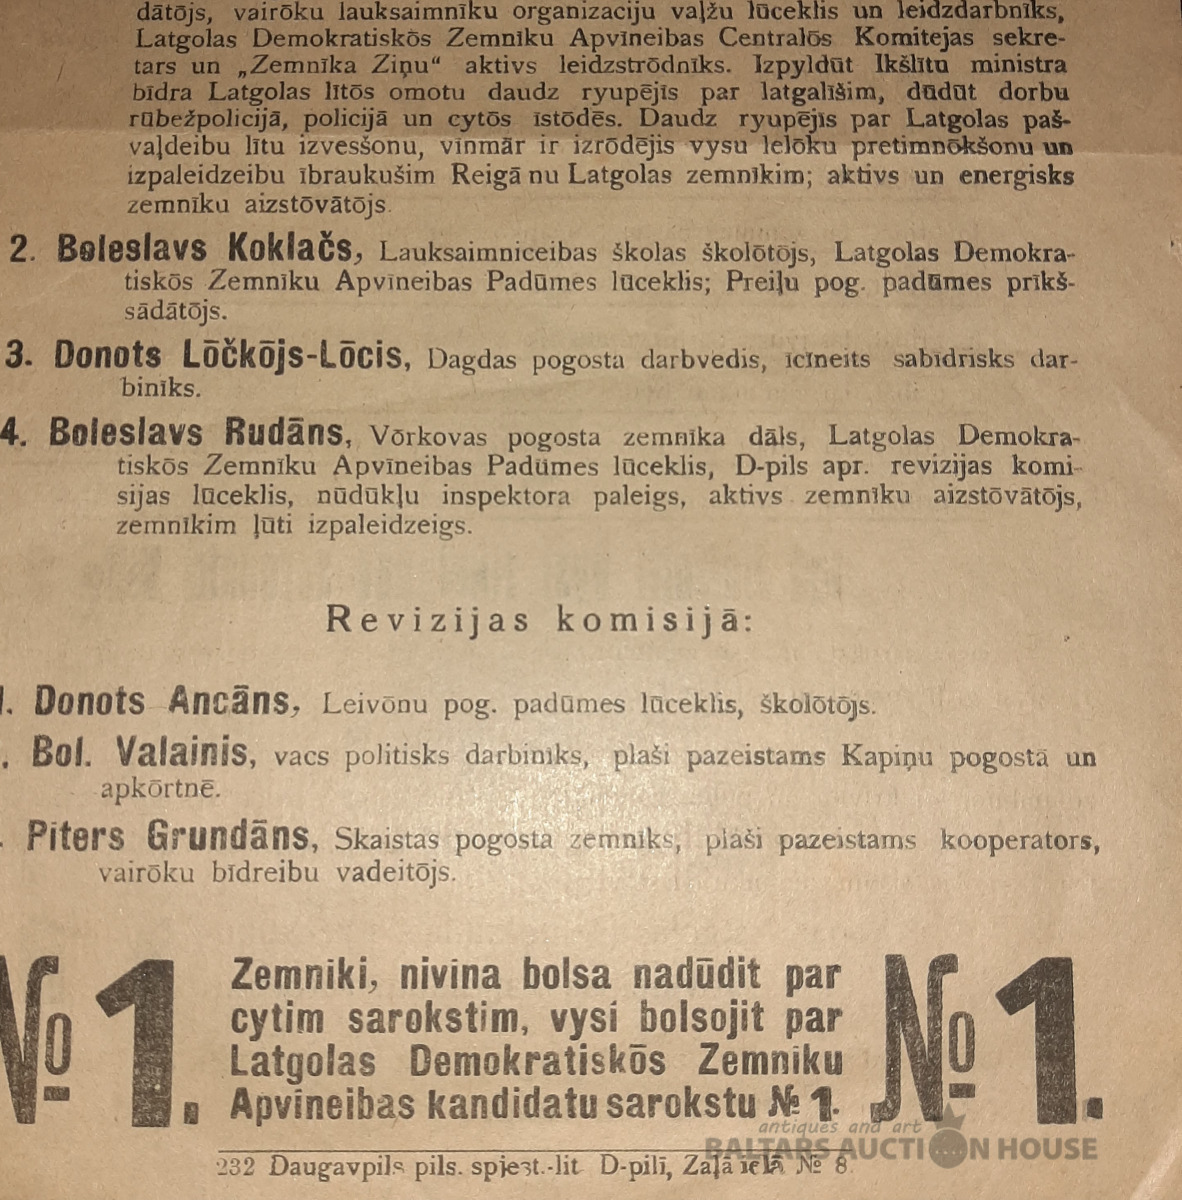 dātōjs, vairōku lauksaimnīku organizaciju vaļžu lūceklis un leidzdarbnīks,
Latgolas Demokratiskōs Zemnīku Apvīneibas Centralōs Komitejas sekre-
tars un „Zemnīka Ziņu“ aktivs leidzstrōdnīks. Izpyldūt Ikšlītu ministra
bīdra Latgolas lītōs omotu daudz ryupējīs par latgalīšim, dūdūt dorbu
rūbežpolicijā, policijā un cytōs īstōdēs. Daudz ryupējīs par Latgolas paš-
vaļdeibu lītu izvesšonu, vinmār ir izrōdējis vysu lelōku pretimnōkšonu un
izpaleidzeibu ībraukušim Reigā nu Latgolas zemnīkim; aktivs un energisks
zemnīku aizstōvātōjs.
2. Boleslavs Koklačs, Lauksaimniceibas školas školōtōjs, Latgolas Demokra-
tiskōs Zemnīku Apvīneibas Padūmes lūceklis; Preiļu pog. padūmes prīkš-
sādātōjs.
3. Donots Lōčkōjs-Lōcis, Dagdas pogosta darbvedis, īcīneits sabīdrisks dar-
binīks.
4. Boleslavs Rudāns, Vōrkovas pogosta zemnīka dāls, Latgolas Demokra-
tiskōs Zemnīku Apvīneibas Padūmes lūceklis, D-pils apr. revizijas komi-
sijas lūceklis, nūdūkļu inspektora paleigs, aktivs zemnīku aizstōvātōjs,
zemnīkim ļūti izpaleidzeigs.
Revizijas komisijā:
1. Donots Ancāns, Leivōnu pog. padūmes lūceklis, školōtōjs.
. Bol. Valainis, vacs politisks darbinīks, plaši pazeistams Kapiņu pogostā un
apkōrtnē.
. Pīters Grundāns, Skaistas pogosta zemnīks, plaši pazeistams kooperators,
vairōku bīdreibu vadeitōjs.
№ 1. Zemnīki, nivīna bolsa nadūdit par № 1.
cytim sarokstim, vysi bolsojit par
Latgolas Demokratiskōs Zemnīku
Apvīneibas kandidatu sarokstu № 1.
antiques and art
BALTARS AUCTION HOUSE
232 Daugavpils pils. spīest.-lit D-pilī, Zaļā īelā № 8.